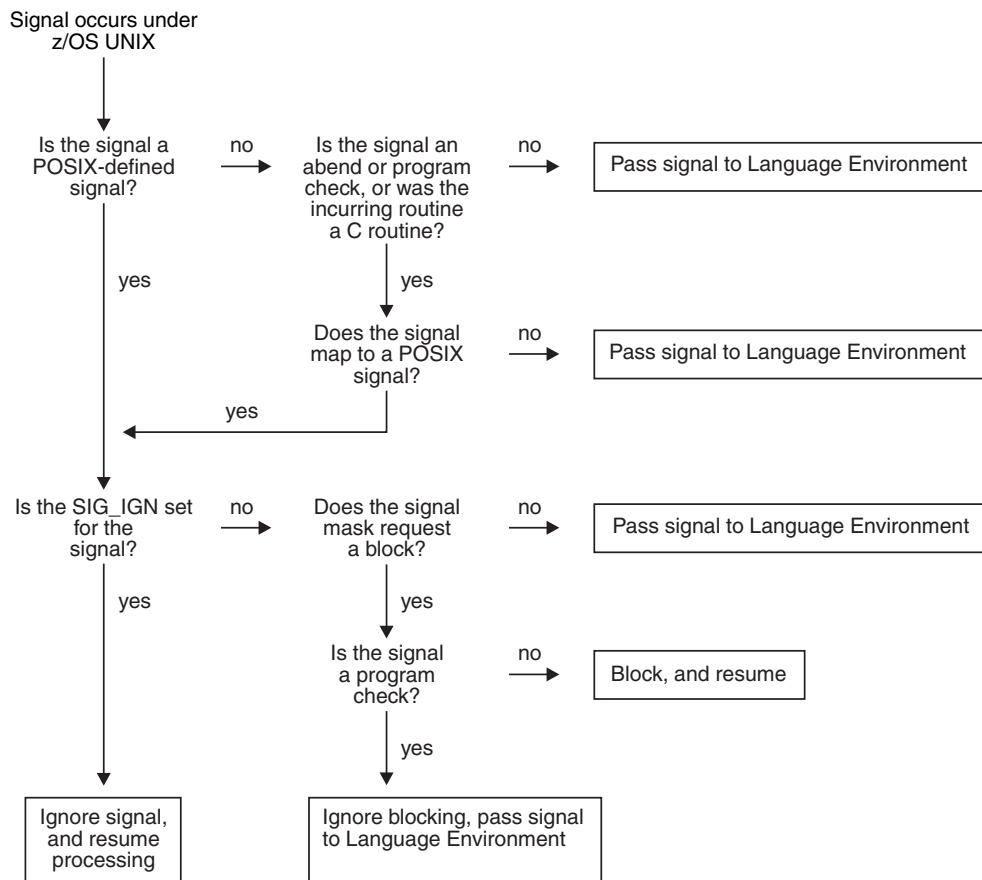 Signal occurs under
z/OS UNIX
Is the signal a
POSIX-defined
signal?
no
Is the signal an
abend or program
check, or was the
incurring routine
a C routine?
no
Pass signal to Language Environment
yes
yes
Does the signal
map to a POSIX
signal?
no
Pass signal to Language Environment
yes
Is the SIG_IGN set
for the
signal?
no
Does the signal
mask request
a block?
no
Pass signal to Language Environment
yes
yes
Is the signal
a program
check?
no
Block, and resume
yes
Ignore signal,
and resume
processing
Ignore blocking, pass signal
to Language Environment